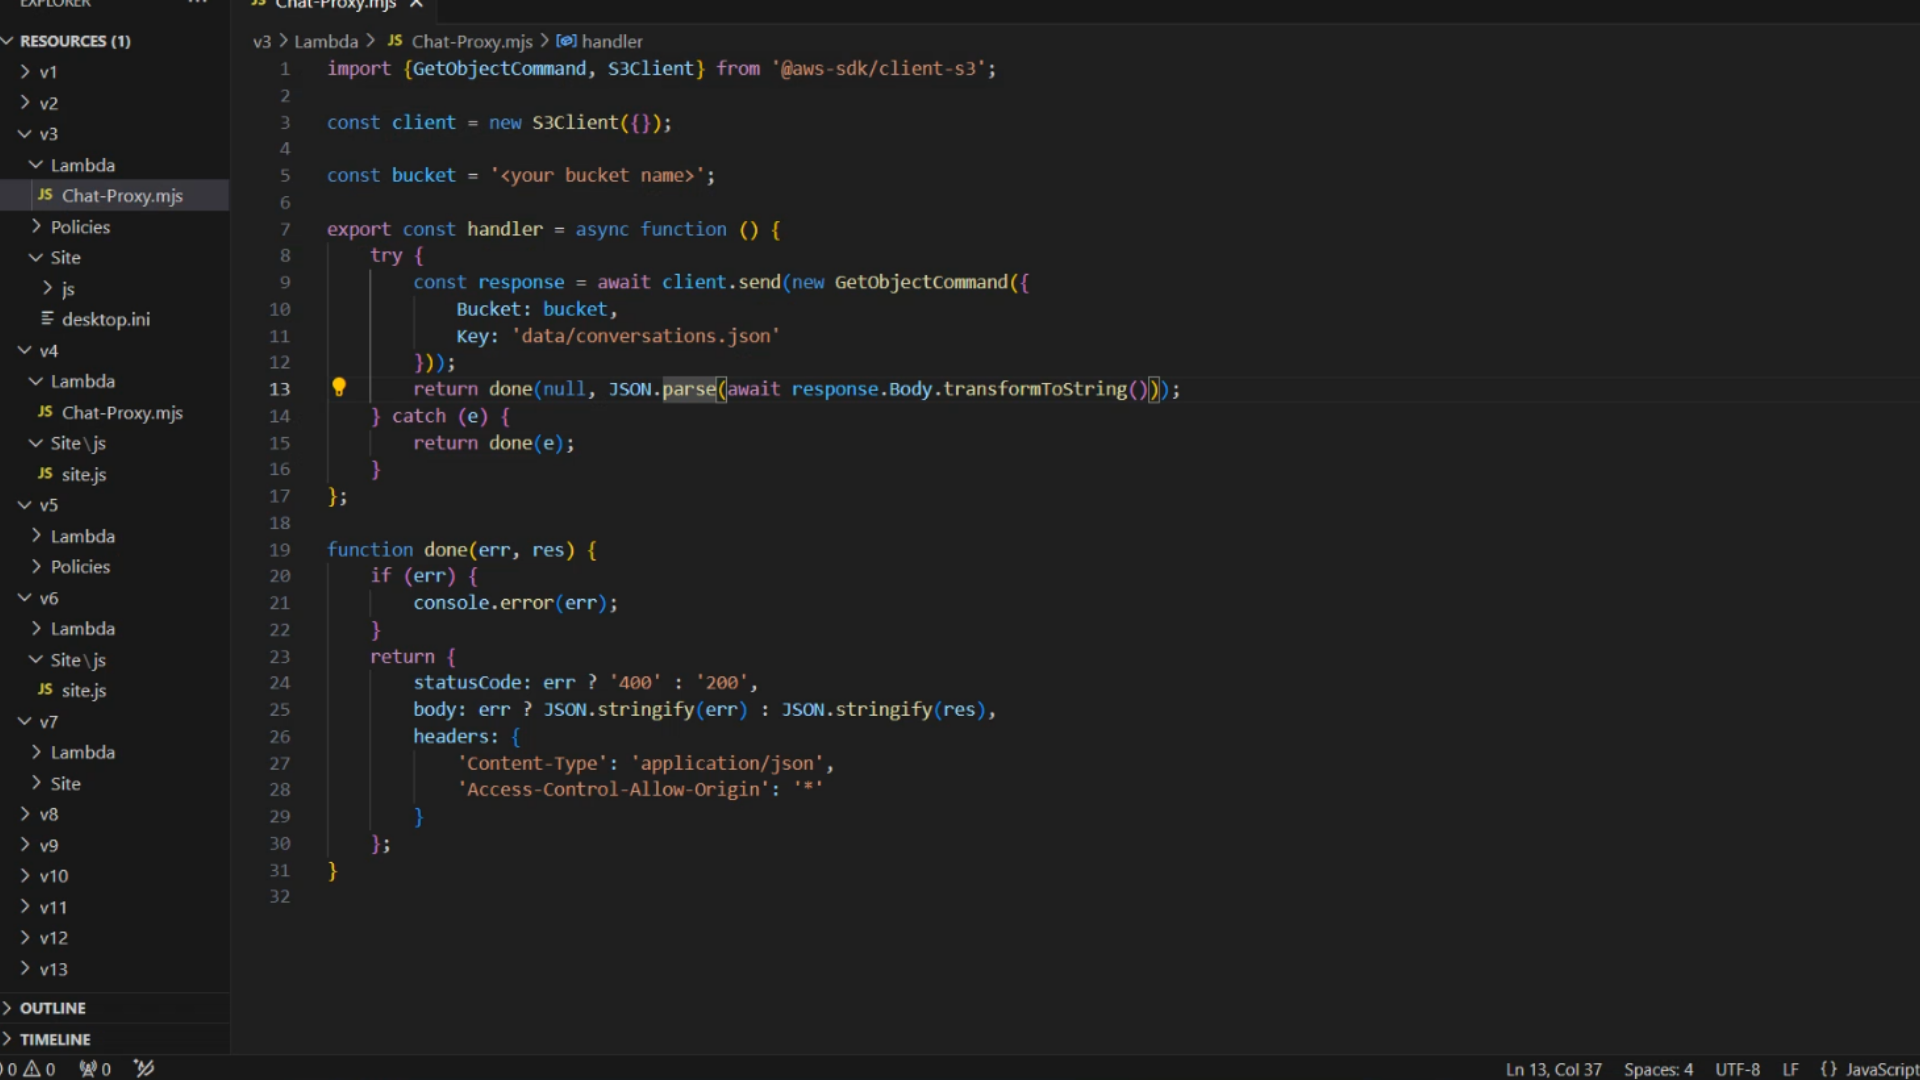 EXPLORER
RESOURCES (1)
v1
v2
v3
Lambda
JS Chat-Proxy.mjs
Policies
Site
js
desktop.ini
v4
Lambda
JS Chat-Proxy.mjs
Site\js
JS site.js
v5
Lambda
Policies
v6
Lambda
Site\js
JS site.js
v7
Lambda
Site
v8
v9
v10
v11
v12
v13
OUTLINE
TIMELINE
JS Chat-Proxy.mjs
v3 > Lambda > JS Chat-Proxy.mjs > handler
1 import {GetObjectCommand, S3Client} from '@aws-sdk/client-s3';
2
3 const client = new S3Client({});
4
5 const bucket = '<your bucket name>';
6
7 export const handler = async function () {
8     try {
9         const response = await client.send(new GetObjectCommand({
10             Bucket: bucket,
11             Key: 'data/conversations.json'
12         }));
13         return done(null, JSON.parse(await response.Body.transformToString()));
14     } catch (e) {
15         return done(e);
16     }
17 };
18
19 function done(err, res) {
20     if (err) {
21         console.error(err);
22     }
23     return {
24         statusCode: err ? '400' : '200',
25         body: err ? JSON.stringify(err) : JSON.stringify(res),
26         headers: {
27             'Content-Type': 'application/json',
28             'Access-Control-Allow-Origin': '*'
29         }
30     };
31 }
32
0 0 0 Ln 13, Col 37 Spaces: 4 UTF-8 LF {} JavaScript